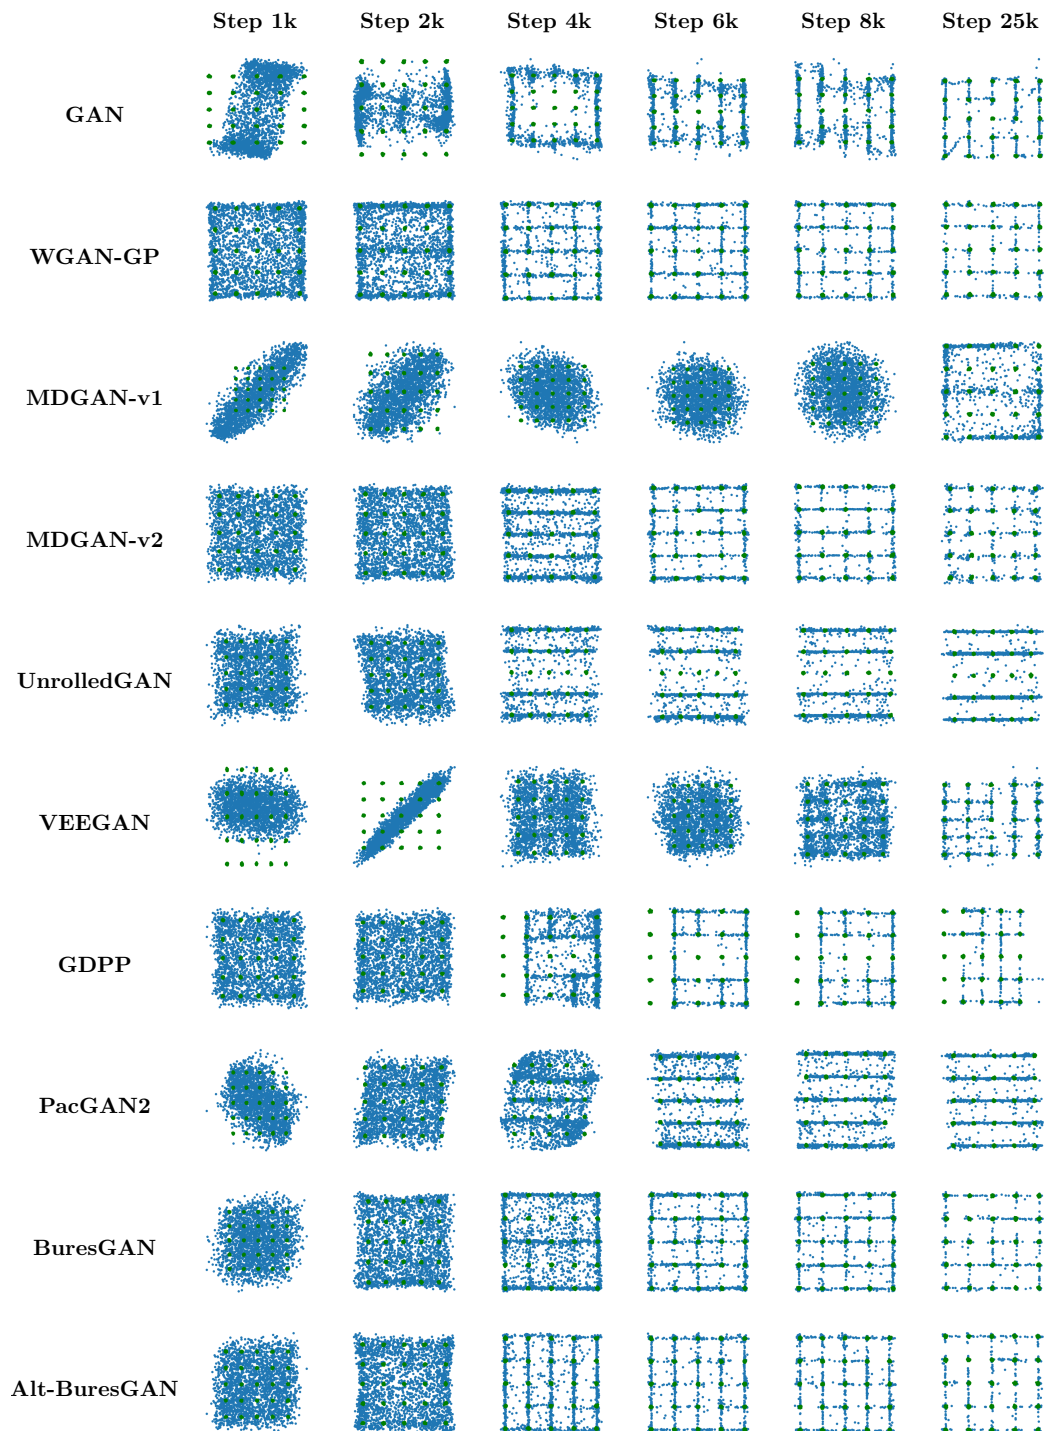 Step 1k Step 2k Step 4k Step 6k Step 8k Step 25k
GAN
WGAN-GP
MDGAN-v1
MDGAN-v2
UnrolledGAN
VEEGAN
GDPP
PacGAN2
BuresGAN
Alt-BuresGAN